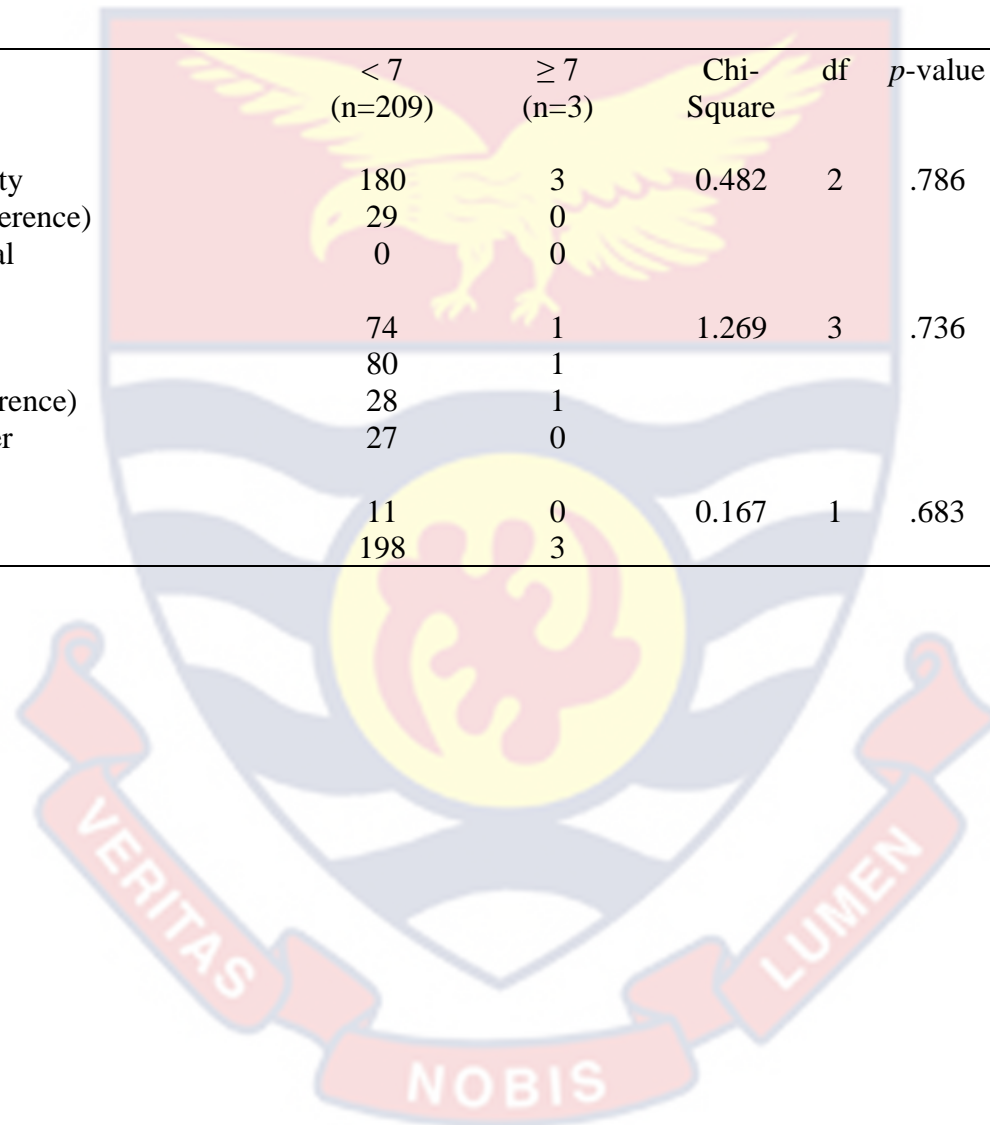 < 7 ≥ 7 Chi- df p-value
(n=209) (n=3) Square
ty 180 3 0.482 2 .786
erence) 29 0
al 0 0
74 1 1.269 3 .736
80 1
rence) 28 1
er 27 0
11 0 0.167 1 .683
198 3
VERITAS
NOBIS
LUMEN